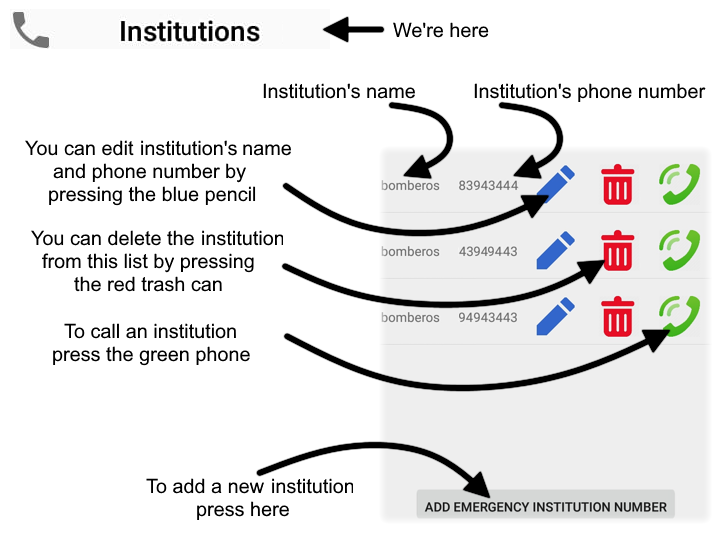 Institutions
We're here
Institution's name
Institution's phone number
You can edit institution's name
and phone number by
pressing the blue pencil
bomberos 83943444
You can delete the institution
from this list by pressing
the red trash can
bomberos 43949443
To call an institution
press the green phone
bomberos 94943443
To add a new institution
press here
ADD EMERGENCY INSTITUTION NUMBER